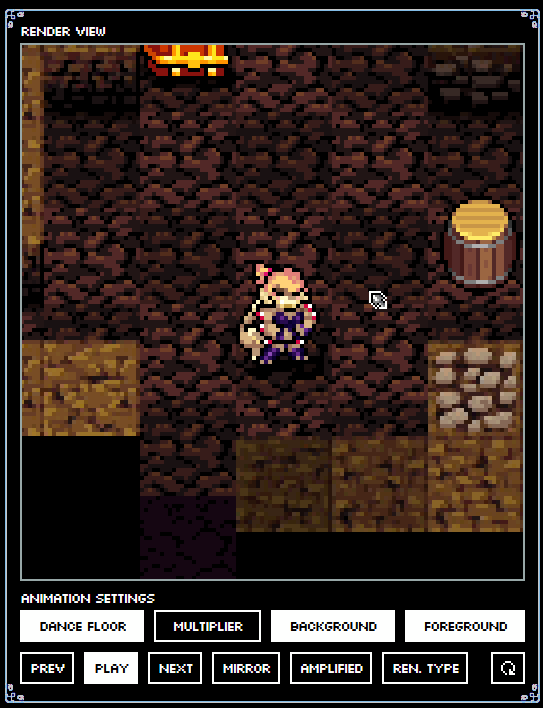 RENDER VIEW
ANIMATION SETTINGS
DANCE FLOOR MULTIPLIER BACKGROUND FOREGROUND
PREV PLAY NEXT MIRROR AMPLIFIED REN. TYPE